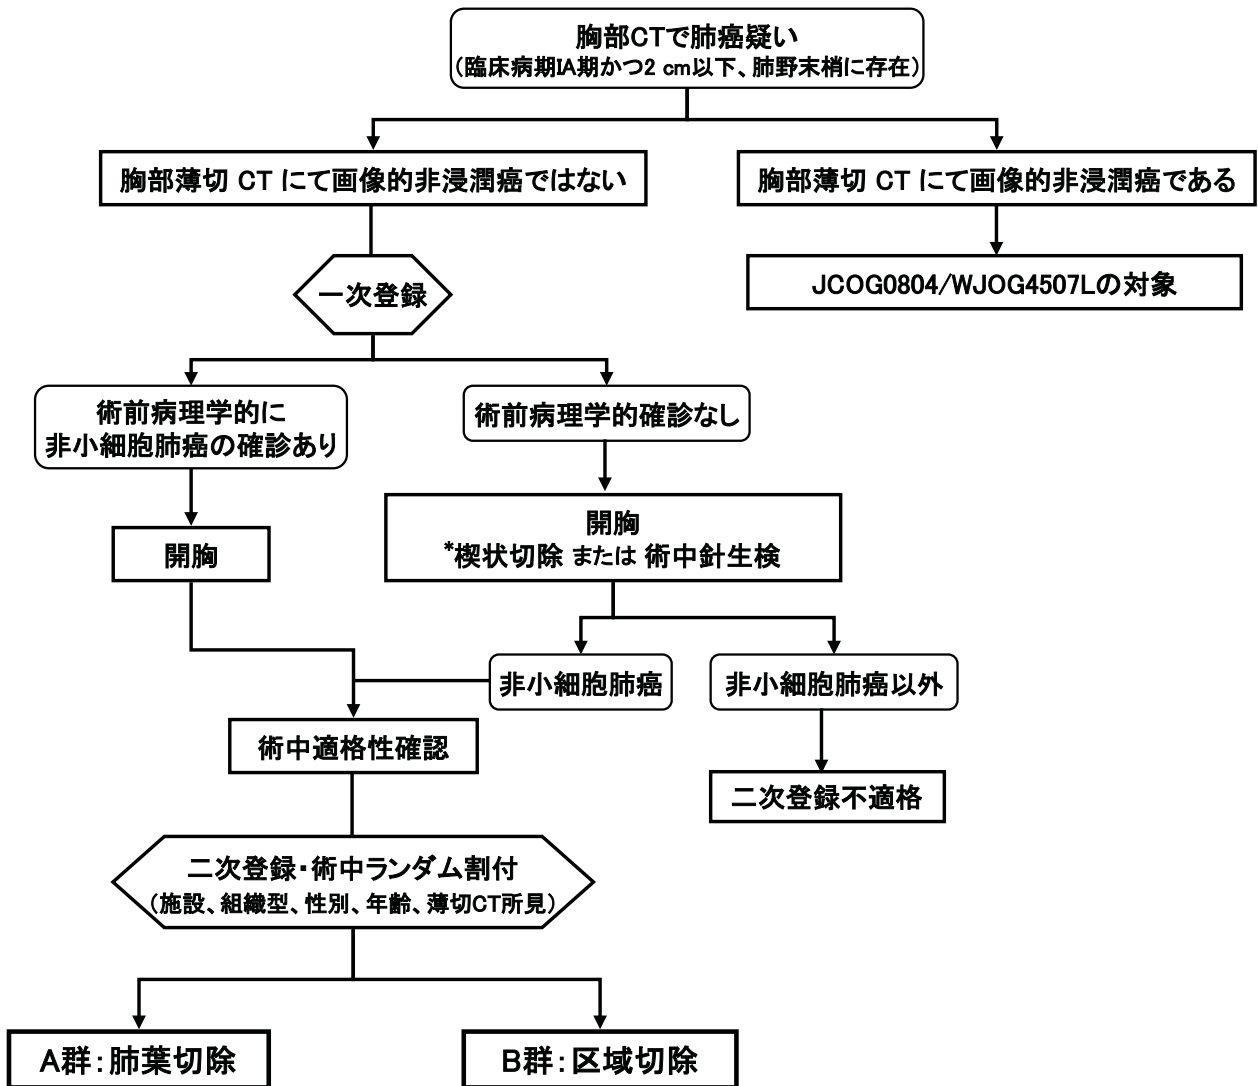 胸部CTで肺癌疑い
（臨床病期IA期かつ2 cm以下、肺野末梢に存在）
胸部薄切 CT にて画像的非浸潤癌ではない
胸部薄切 CT にて画像的非浸潤癌である
一次登録
JCOG0804/WJOG4507Lの対象
術前病理学的に
非小細胞肺癌の確診あり
術前病理学的確診なし
開胸
開胸
*楔状切除 または 術中針生検
非小細胞肺癌
非小細胞肺癌以外
術中適格性確認
二次登録不適格
二次登録・術中ランダム割付
（施設、組織型、性別、年齢、薄切CT所見）
A群：肺葉切除
B群：区域切除